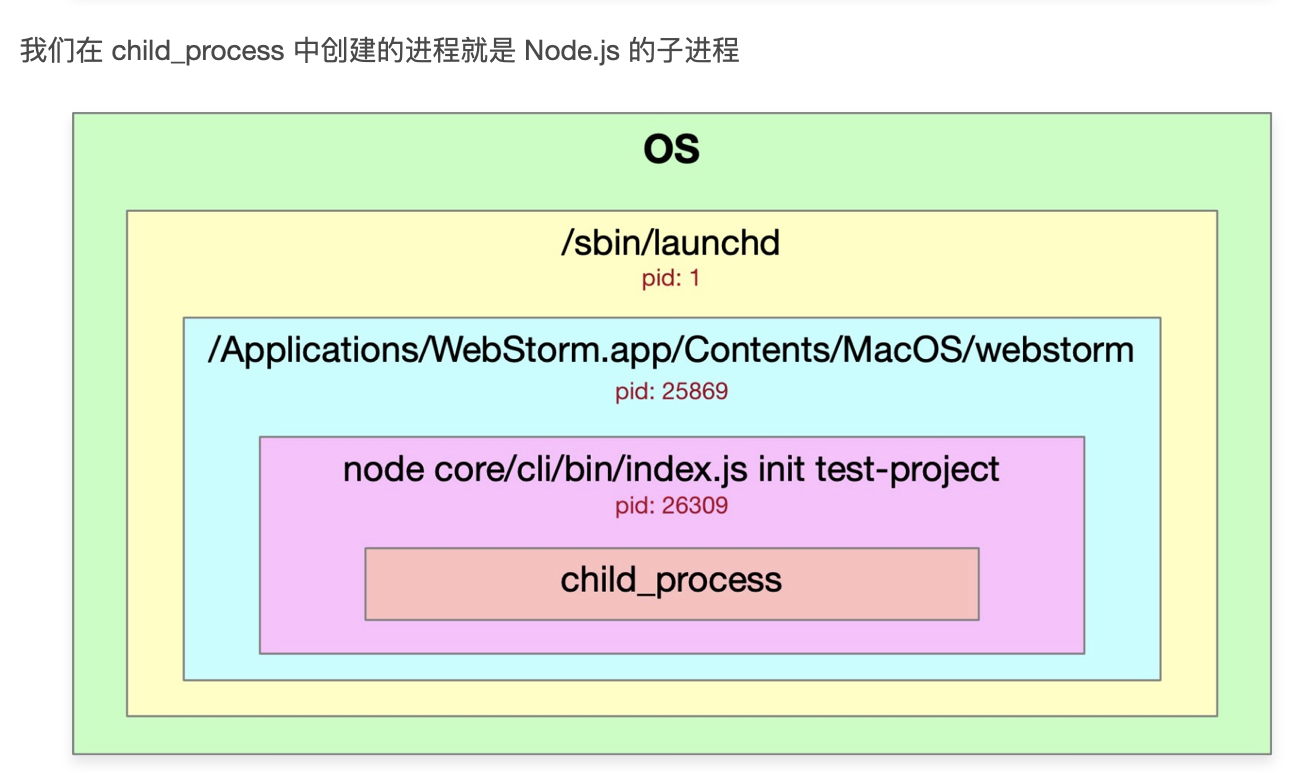 我们在 child_process 中创建的进程就是 Node.js 的子进程
OS
/sbin/launchd
pid: 1
/Applications/WebStorm.app/Contents/MacOS/webstorm
pid: 25869
node core/cli/bin/index.js init test-project
pid: 26309
child_process